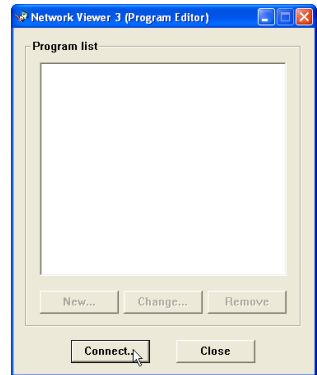 Network Viewer 3 (Program Editor)
Program list
New... Change... Remove
Connect... Close